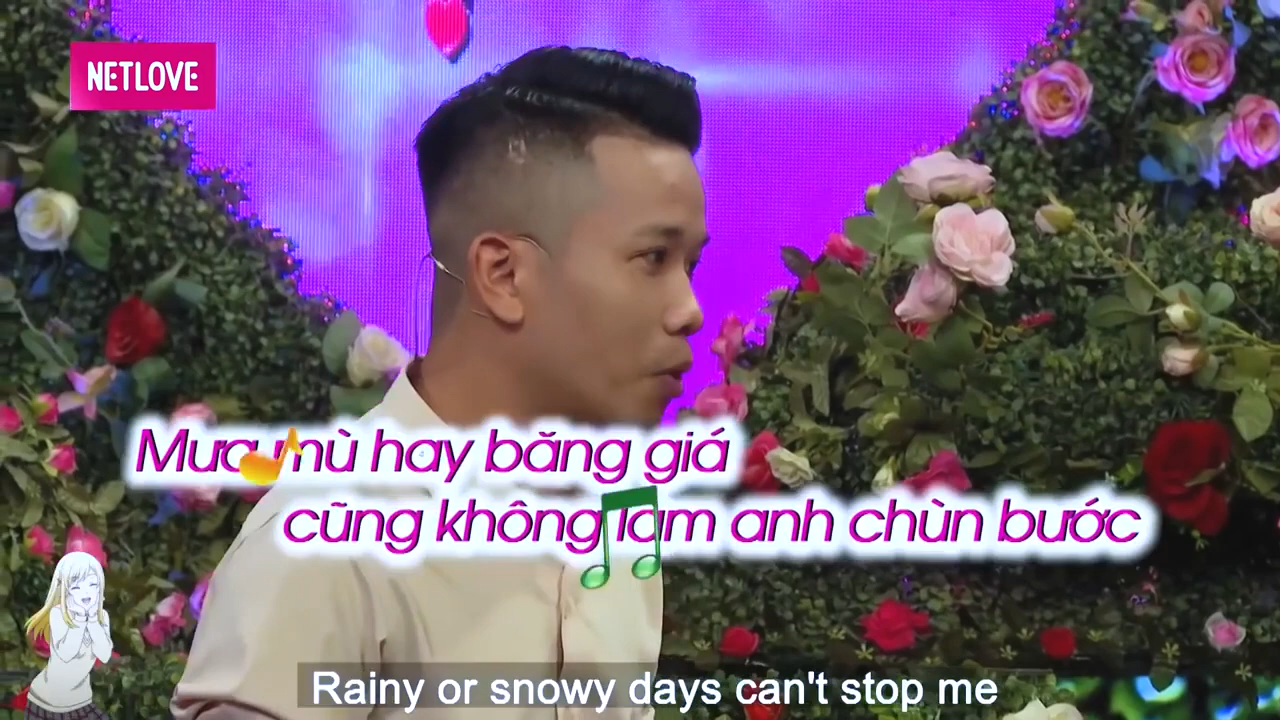 NETLOVE
Mưa mù hay băng giá
cũng không làm anh chùn bước
Rainy or snowy days can't stop me